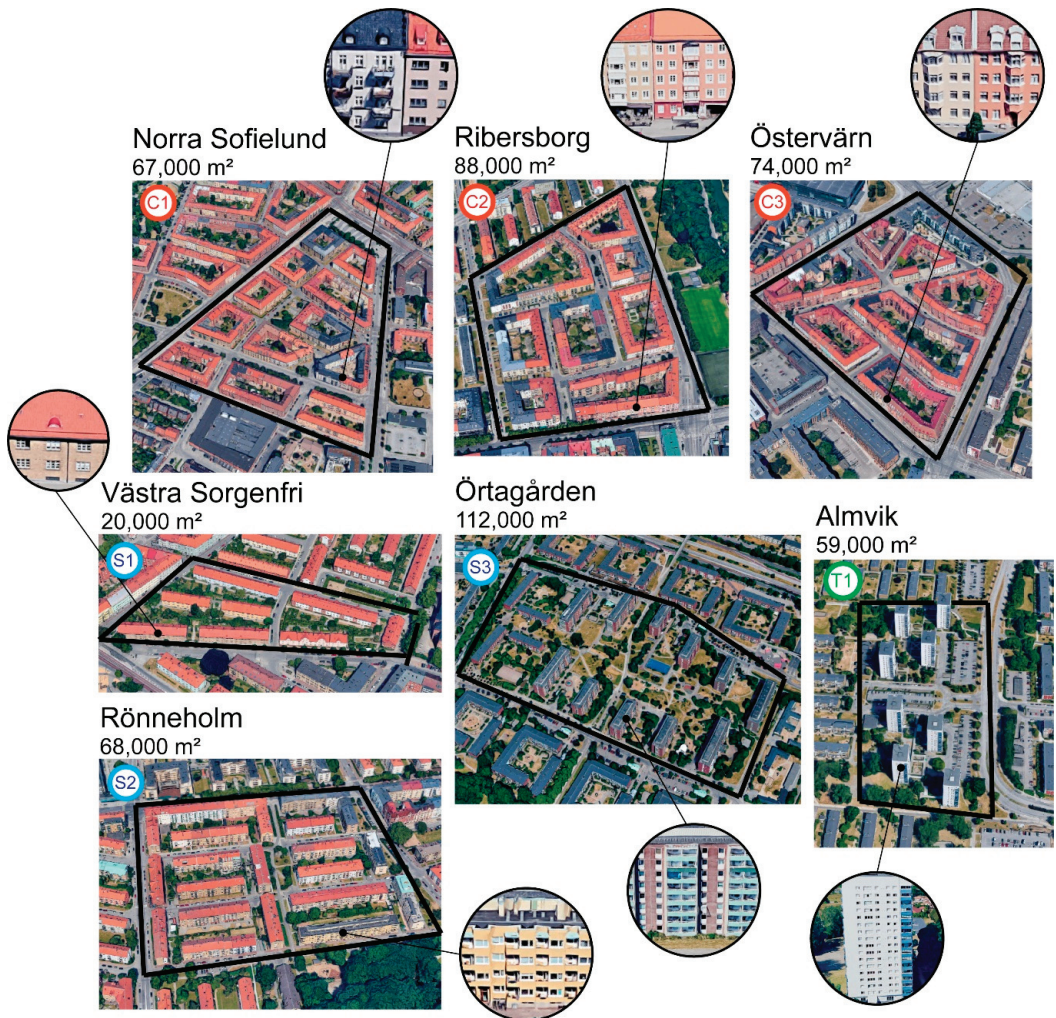 Norra Sofielund
67,000 m²
C1
Ribersborg
88,000 m²
C2
Östervärn
74,000 m²
C3
Västra Sorgenfri
20,000 m²
S1
Örtagården
112,000 m²
S3
Almvik
59,000 m²
T1
Rönneholm
68,000 m²
S2